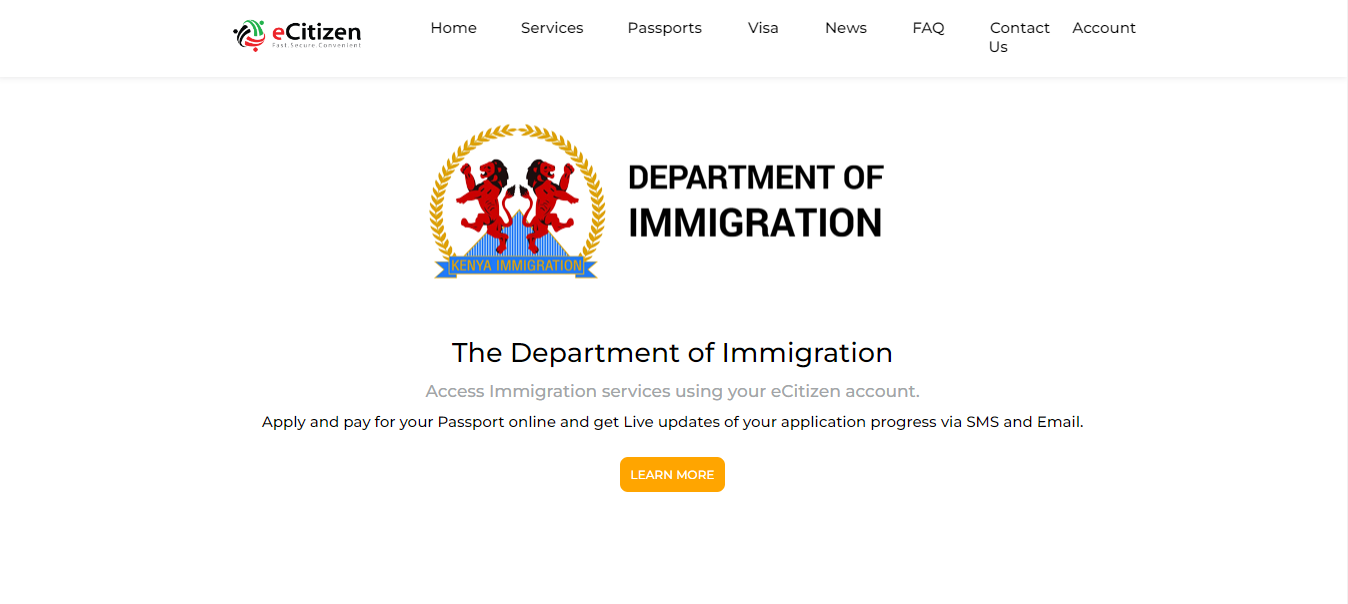 eCitizen
Fast.Secure.Convenient
Home
Services
Passports
Visa
News
FAQ
Contact
Us
Account
KENYA IMMIGRATION
DEPARTMENT OF
IMMIGRATION
The Department of Immigration
Access Immigration services using your eCitizen account.
Apply and pay for your Passport online and get Live updates of your application progress via SMS and Email.
LEARN MORE